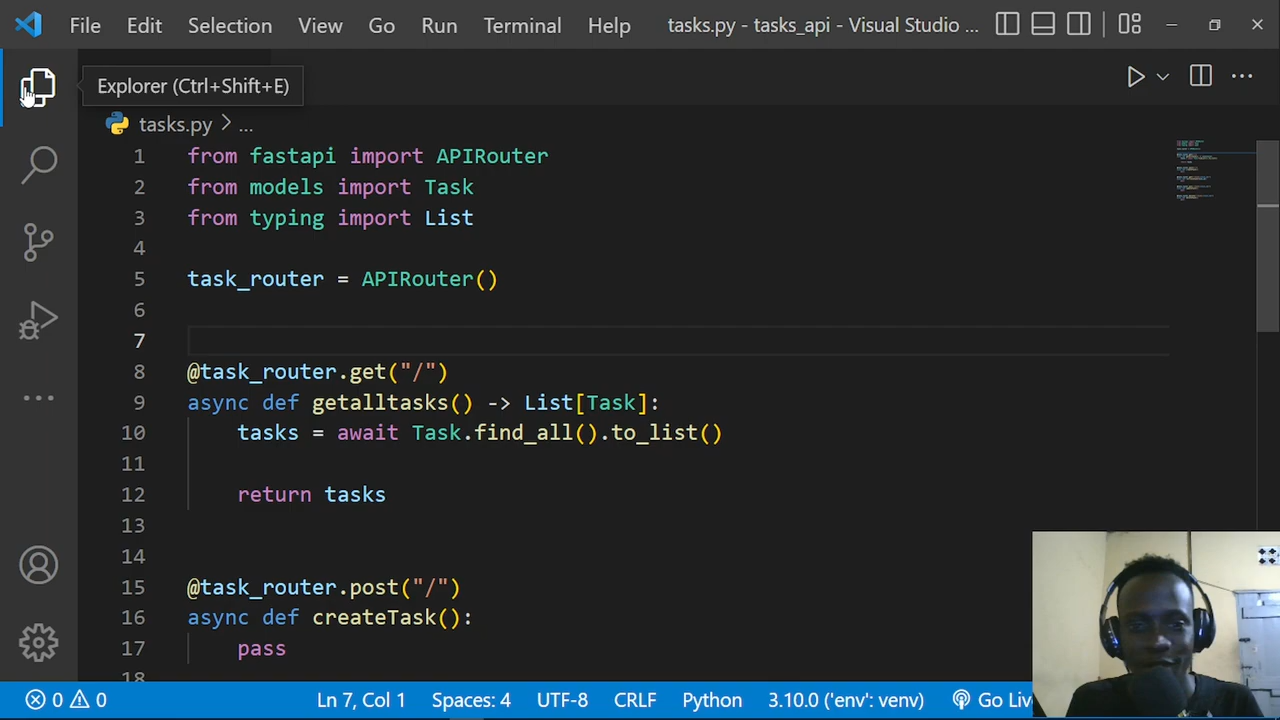 File Edit Selection View Go Run Terminal Help tasks.py - tasks_api - Visual Studio ...
Explorer (Ctrl+Shift+E)
tasks.py > ...
1 from fastapi import APIRouter
2 from models import Task
3 from typing import List
4
5 task_router = APIRouter()
6
7
8 @task_router.get("/")
9 async def getalltasks() -> List[Task]:
10 tasks = await Task.find_all().to_list()
11
12 return tasks
13
14
15 @task_router.post("/")
16 async def createTask():
17 pass
18
0 0 Ln 7, Col 1 Spaces: 4 UTF-8 CRLF Python 3.10.0 ('env': venv) Go Liv